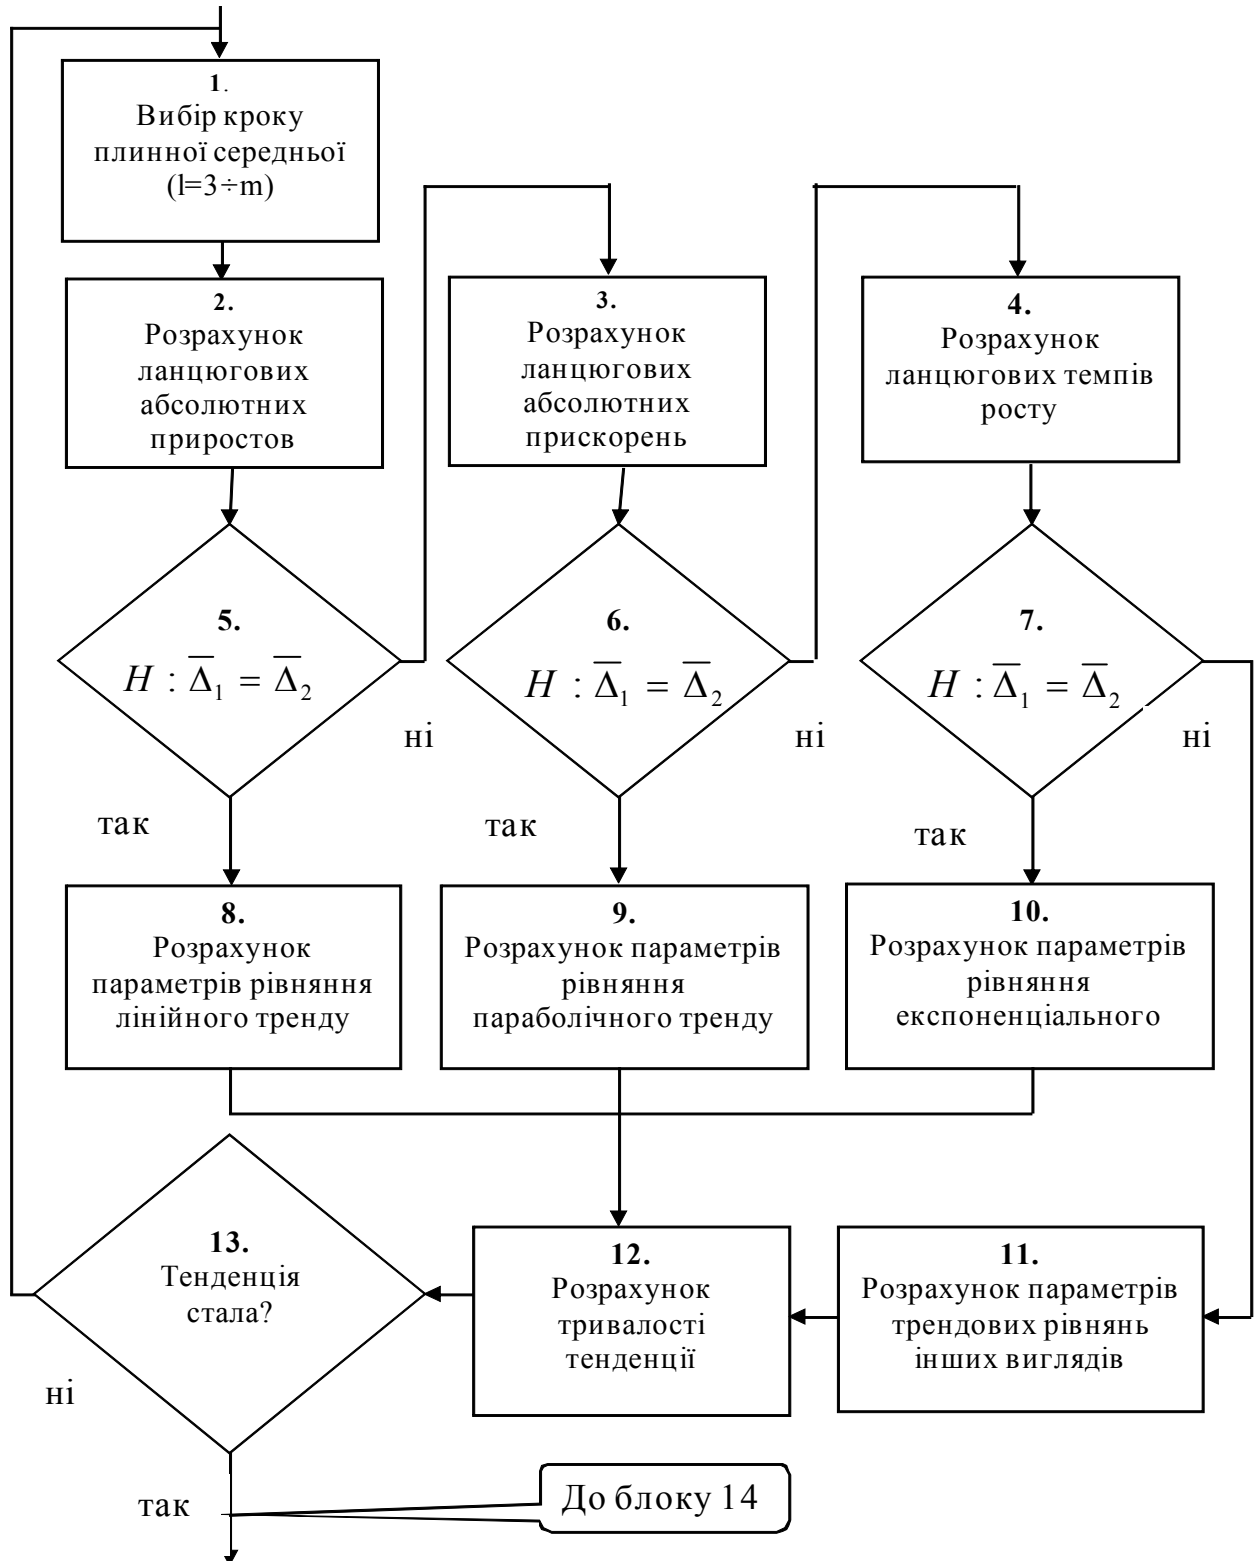 1.
Вибір кроку
плинної середньої
(l=3÷m)
2.
Розрахунок
ланцюгових
абсолютних
приростов
3.
Розрахунок
ланцюгових
абсолютних
прискорень
4.
Розрахунок
ланцюгових темпів
росту
5.
H : Δ̅₁ = Δ̅₂
ні
так
6.
H : Δ̅₁ = Δ̅₂
ні
так
7.
H : Δ̅₁ = Δ̅₂
ні
так
8.
Розрахунок
параметрів рівняння
лінійного тренду
9.
Розрахунок параметрів
рівняння
параболічного тренду
10.
Розрахунок параметрів
рівняння
експоненціального
13.
Тенденція
стала?
ні
так
12.
Розрахунок
тривалості
тенденції
11.
Розрахунок параметрів
трендових рівнянь
інших виглядів
До блоку 14